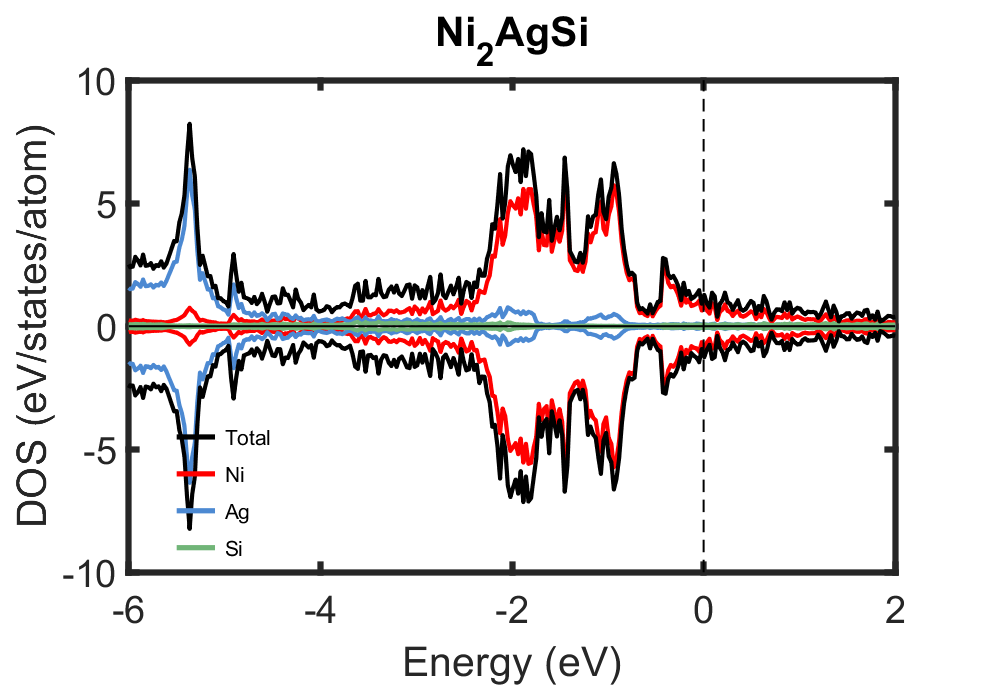 Ni₂AgSi
10
5
0
-5
-10
DOS (eV/states/atom)
Total
Ni
Ag
Si
-6 -4 -2 0 2
Energy (eV)